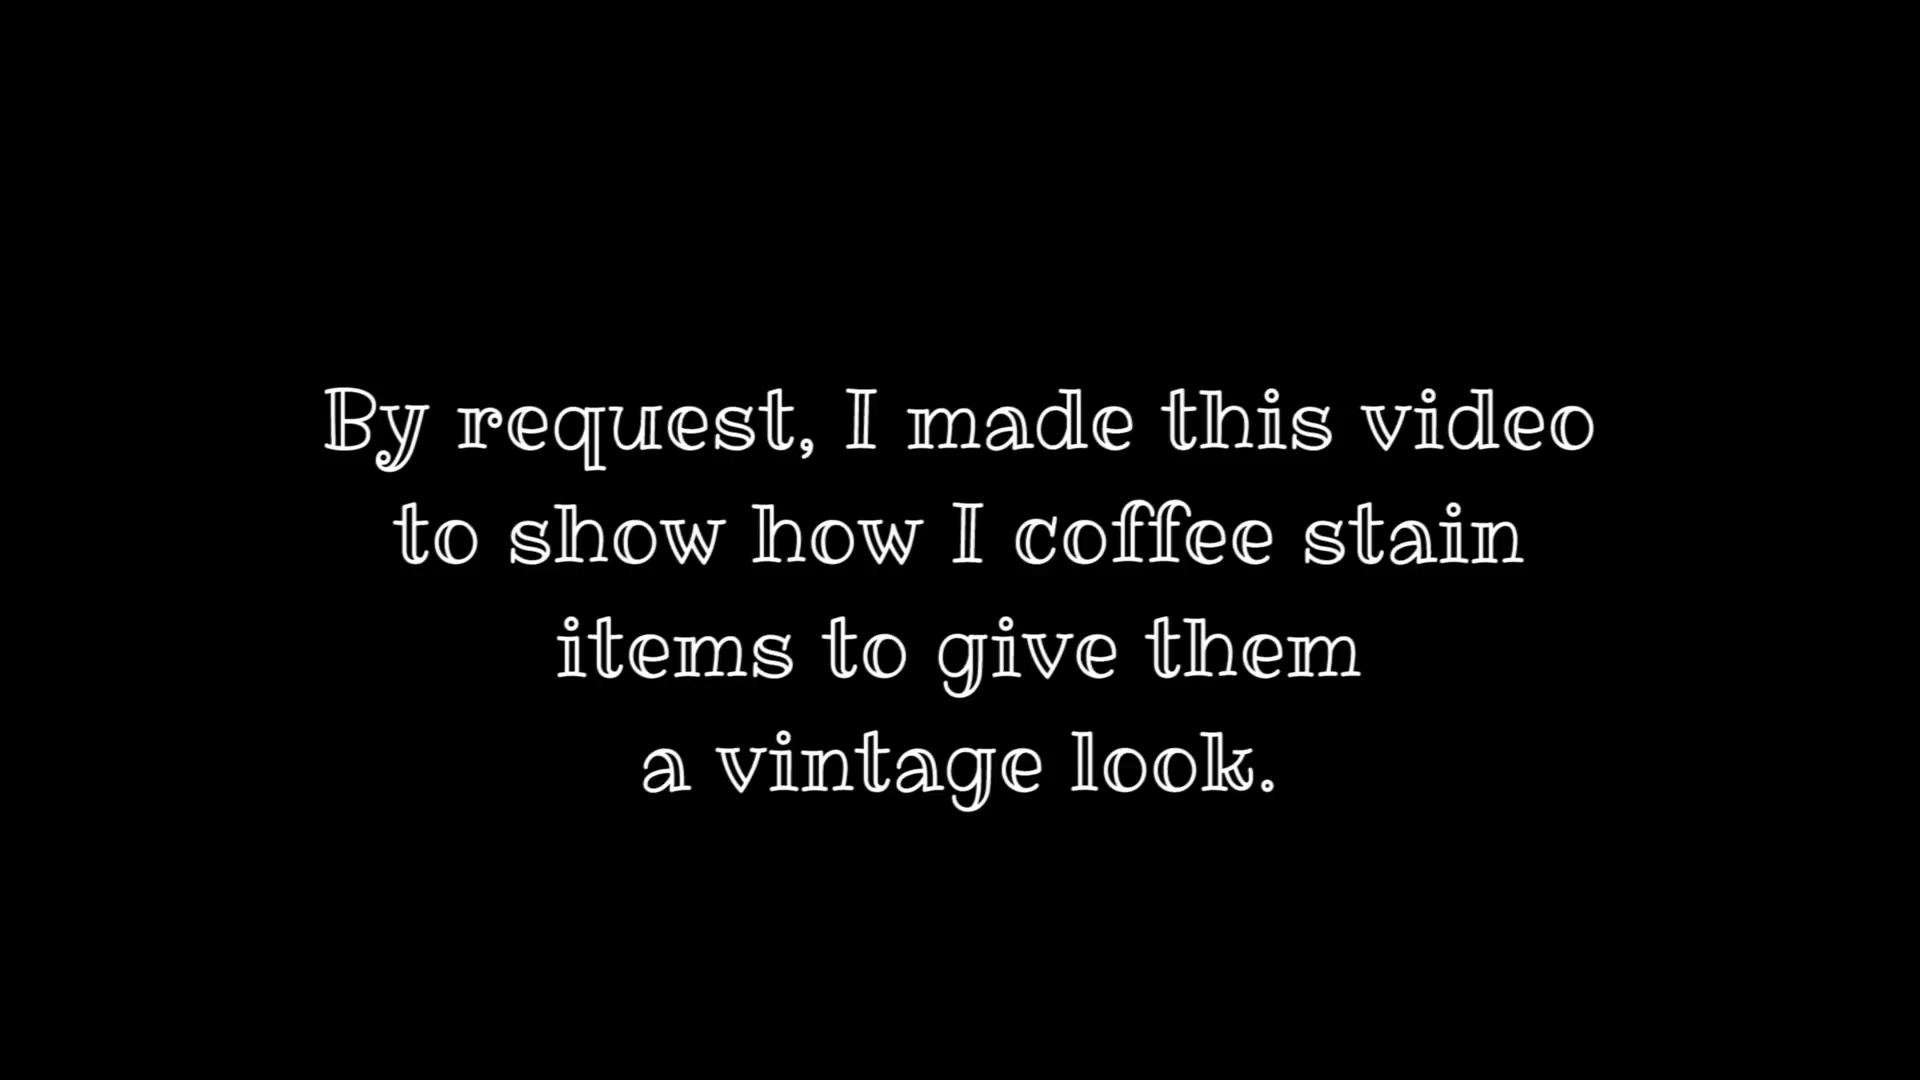 By request, I made this video
to show how I coffee stain
items to give them
a vintage look.